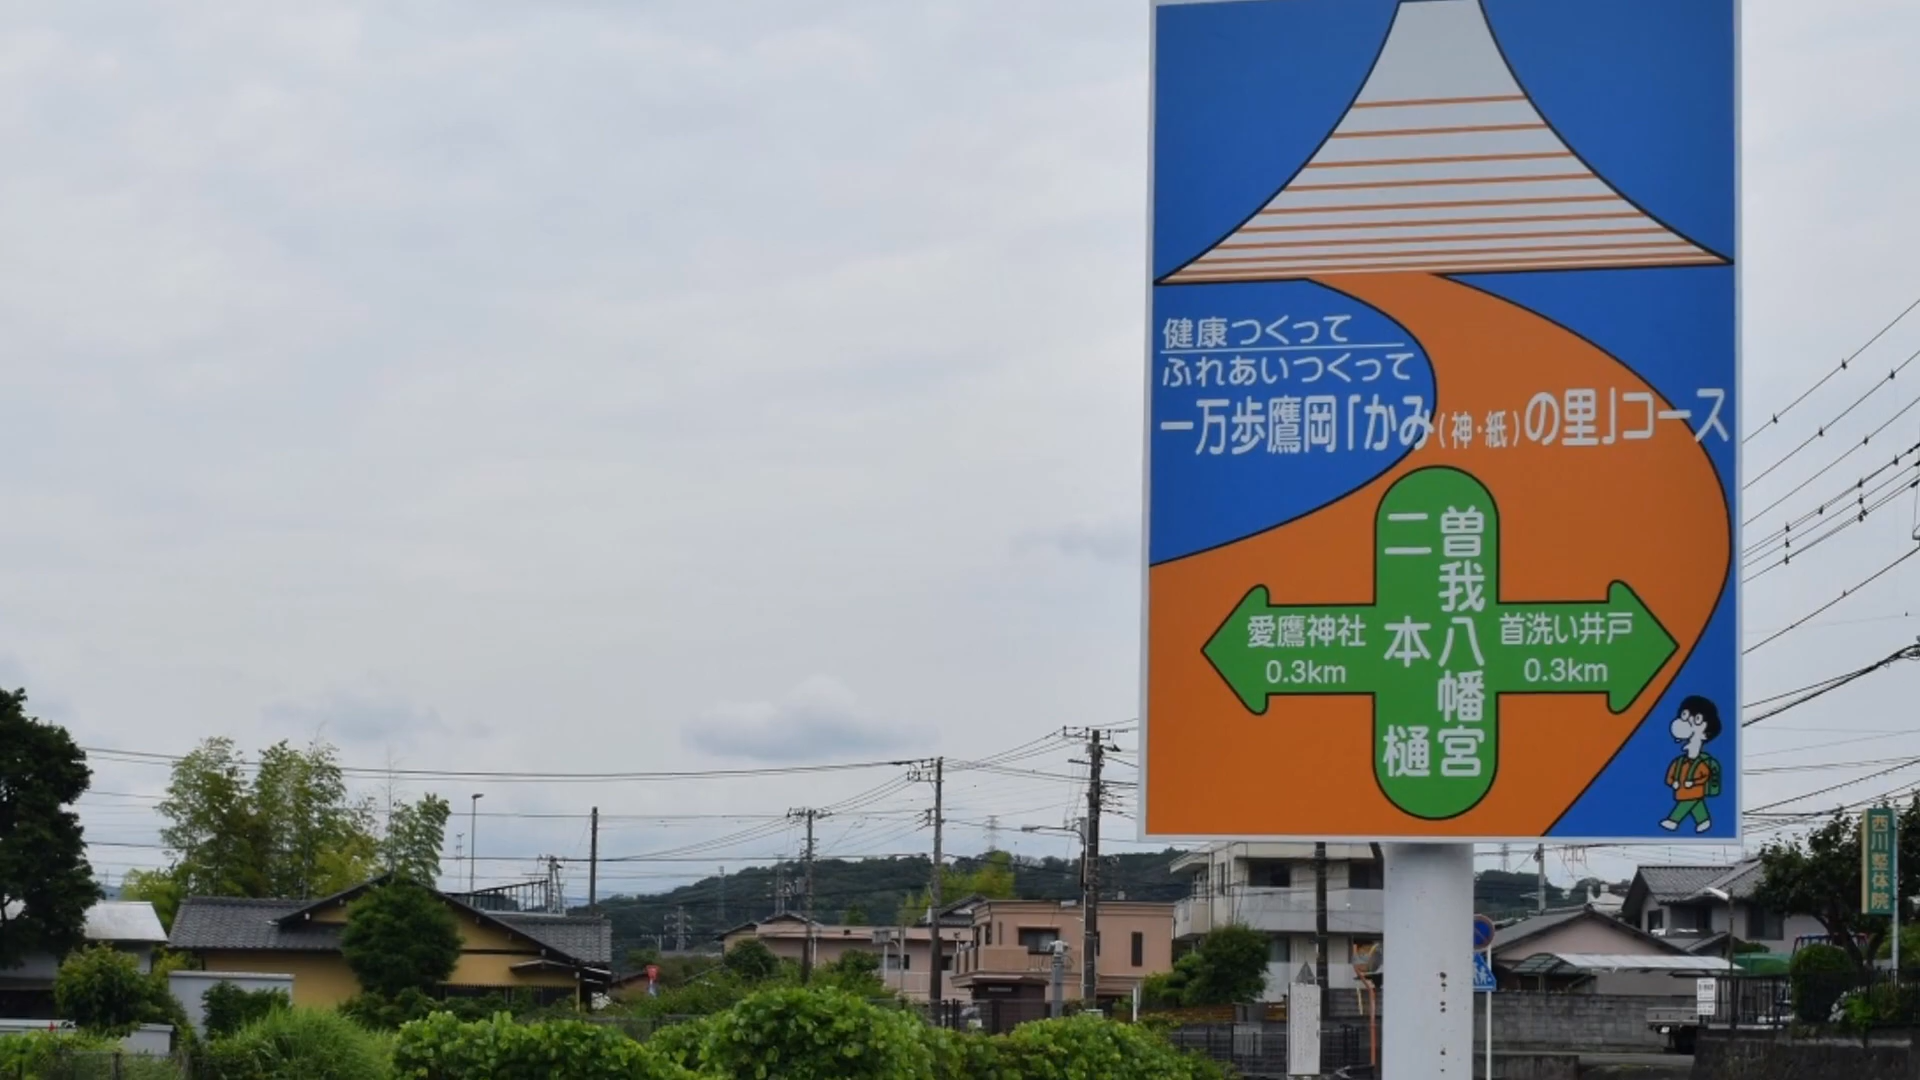 健康つくって
ふれあいつくって
一万歩鷹岡「かみ(神・紙)の里」コース
曽我八幡宮
二本樋
愛鷹神社
0.3km
首洗い井戸
0.3km
西川整体院